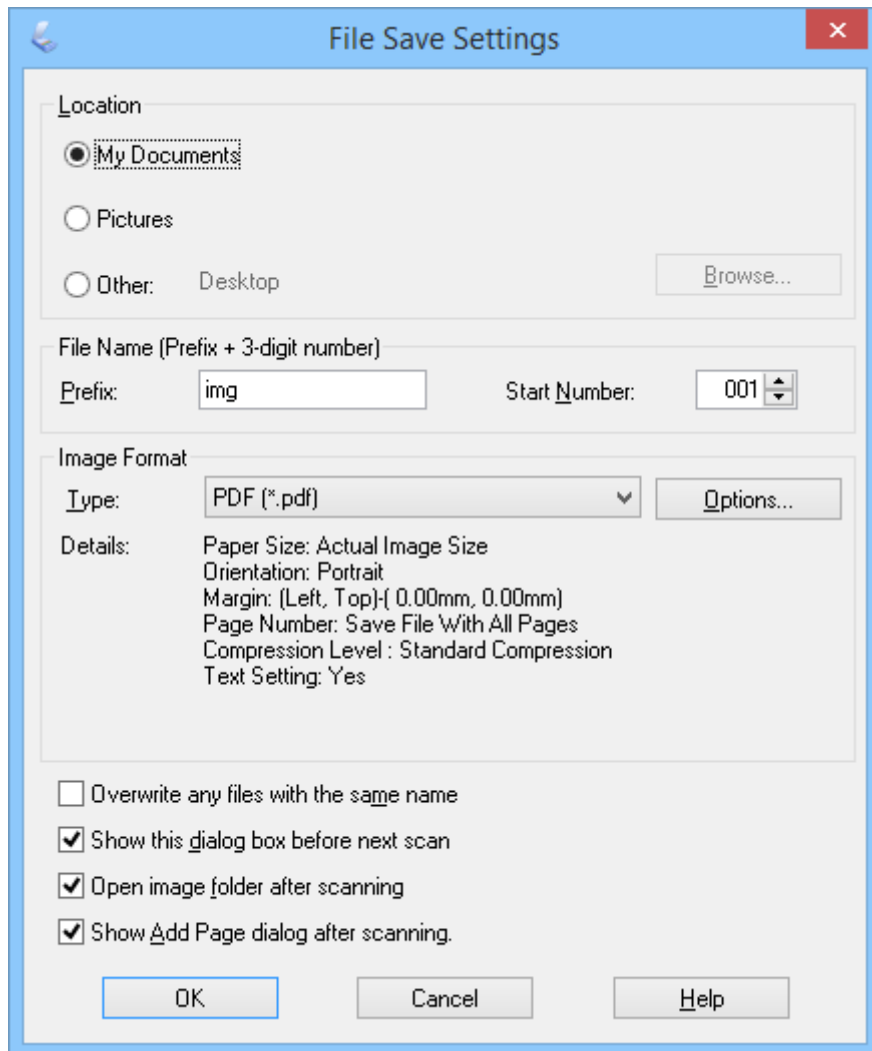 File Save Settings
Location
My Documents
Pictures
Other: Desktop Browse...
File Name (Prefix + 3-digit number)
Prefix: img Start Number: 001
Image Format
Type: PDF (*.pdf) Options...
Details: Paper Size: Actual Image Size
Orientation: Portrait
Margin: (Left, Top)-( 0.00mm, 0.00mm)
Page Number: Save File With All Pages
Compression Level : Standard Compression
Text Setting: Yes
Overwrite any files with the same name
Show this dialog box before next scan
Open image folder after scanning
Show Add Page dialog after scanning.
OK Cancel Help